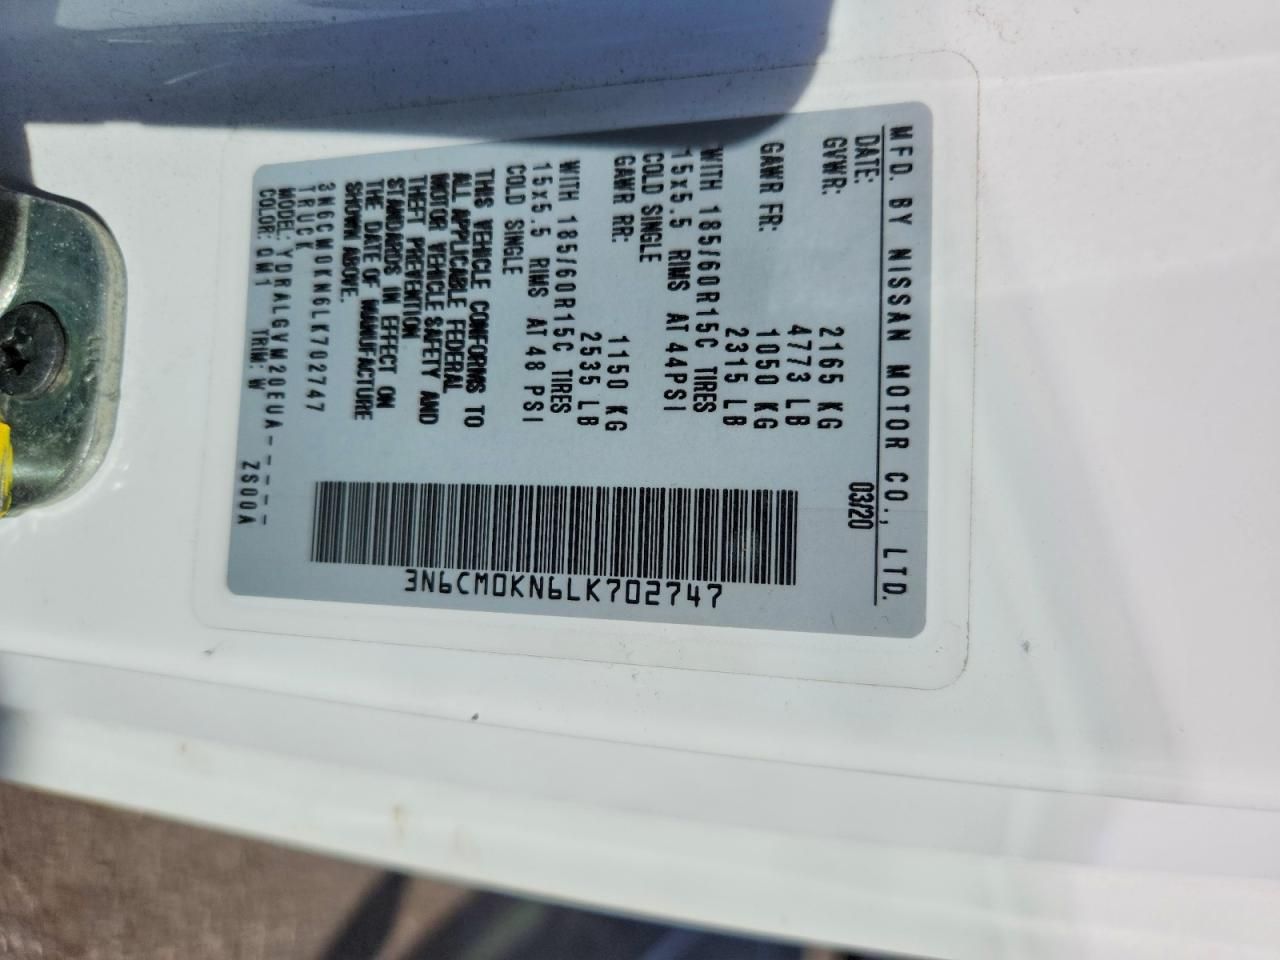 MFD. BY NISSAN MOTOR CO., LTD.
DATE: 03/20
GVWR: 2165 KG
4773 LB
GAWR FR: 1050 KG
2315 LB
WITH 185/60R15C TIRES
15x5.5 RIMS AT 44PSI
COLD SINGLE
GAWR RR: 1150 KG
2535 LB
WITH 185/60R15C TIRES
15x5.5 RIMS AT 48 PSI
COLD SINGLE
THIS VEHICLE CONFORMS TO
ALL APPLICABLE FEDERAL
MOTOR VEHICLE SAFETY AND
THEFT PREVENTION
STANDARDS IN EFFECT ON
THE DATE OF MANUFACTURE
SHOWN ABOVE.
3N6CM0KN6LK702747
TRUCK
MODEL: YDRALGVM20EUA-----
COLOR: QM1 TRIM: W ZS00A
3N6CM0KN6LK702747